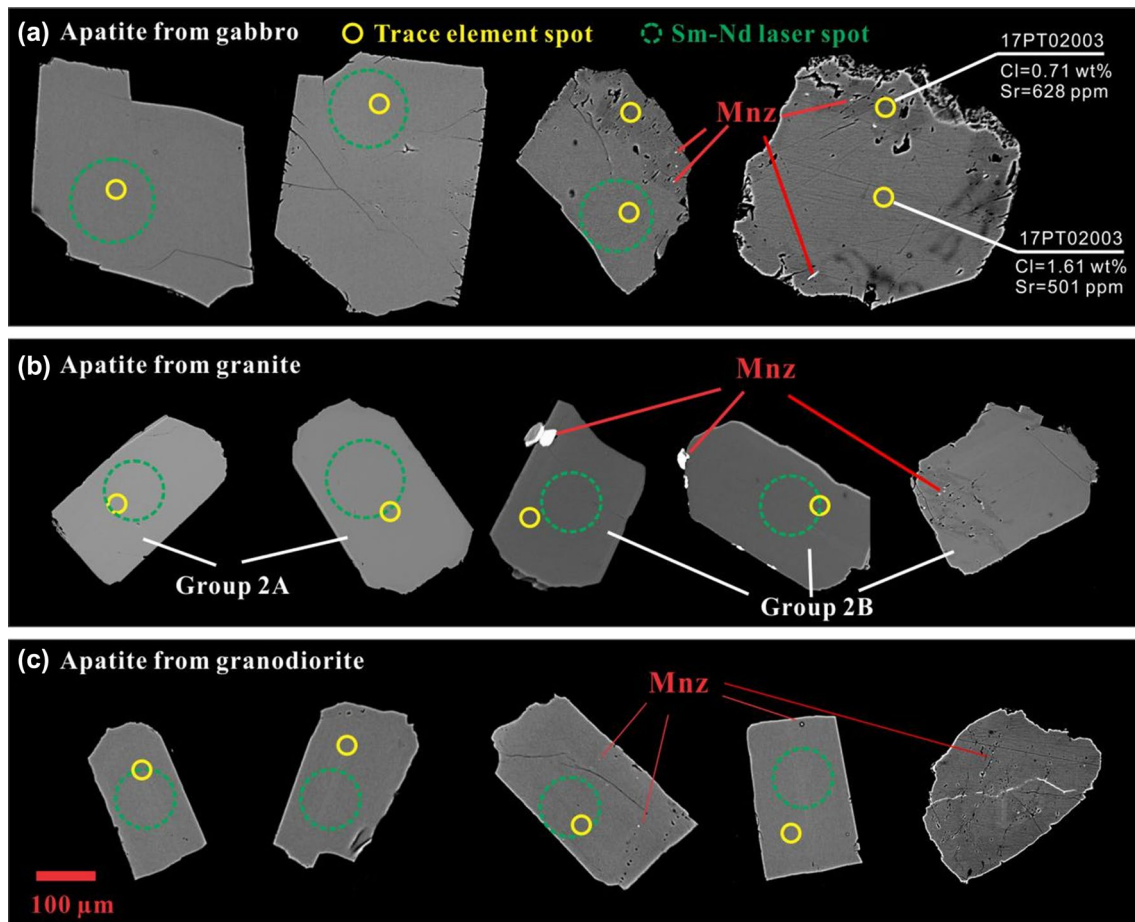 (a) Apatite from gabbro
Trace element spot
Sm-Nd laser spot
17PT02003
Cl=0.71 wt%
Sr=628 ppm
Mnz
17PT02003
Cl=1.61 wt%
Sr=501 ppm
(b) Apatite from granite
Mnz
Group 2A
Group 2B
(c) Apatite from granodiorite
Mnz
100 µm